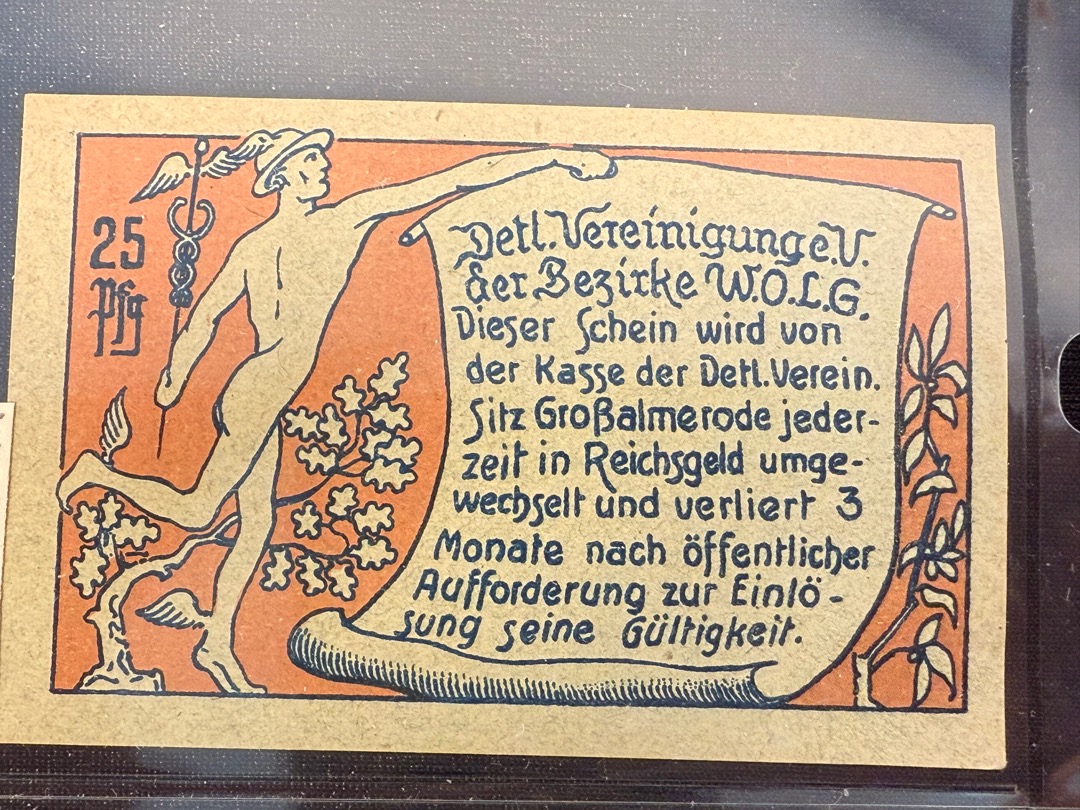 25
Pfg
Detl. Vereinigung e.V.
der Bezirke W.O.L.G.
Dieser Schein wird von
der Kasse der Detl. Verein.
Sitz Großalmerode jeder-
zeit in Reichsgeld umge-
wechselt und verliert 3
Monate nach öffentlicher
Aufforderung zur Einlö-
sung seine Gültigkeit.